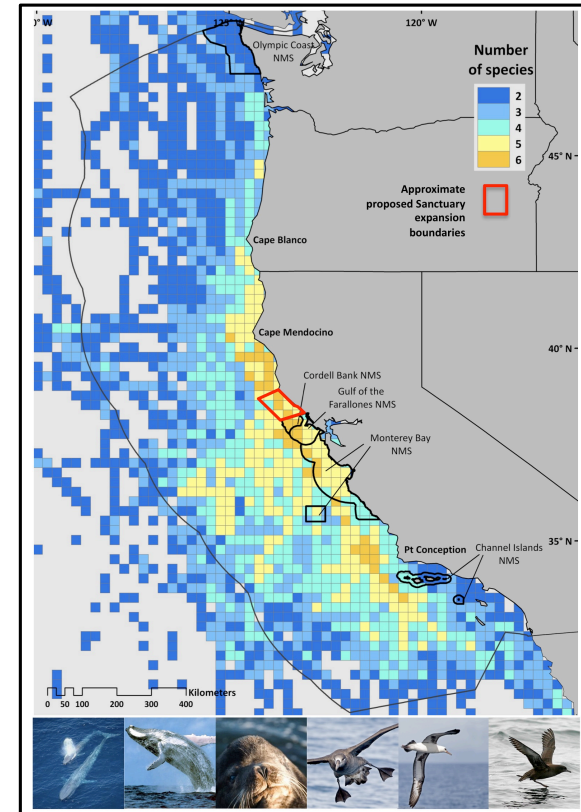 0° W
125°
120° W
Olympic Coast
NMS
Number
of species
2
3
4
5
6
45° N
Approximate
proposed Sanctuary
expansion
boundaries
Cape Blanco
Cape Mendocino
40° N
Cordell Bank NMS
Gulf of the
Farallones NMS
Monterey Bay
NMS
35° N
Pt Conception
Channel Islands
NMS
Kilometers
0 50 100 200 300 400